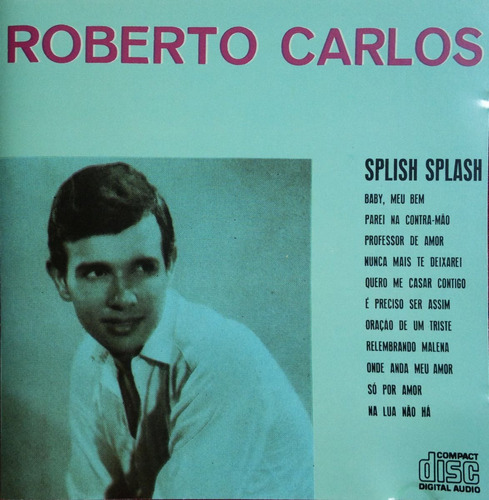 ROBERTO CARLOS
SPLISH SPLASH
BABY, MEU BEM
PAREI NA CONTRA-MÃO
PROFESSOR DE AMOR
NUNCA MAIS TE DEIXAREI
QUERO ME CASAR CONTIGO
É PRECISO SER ASSIM
ORAÇÃO DE UM TRISTE
RELEMBRANDO MALENA
ONDE ANDA MEU AMOR
SÓ POR AMOR
NA LUA NÃO HÁ
COMPACT
disc
DIGITAL AUDIO